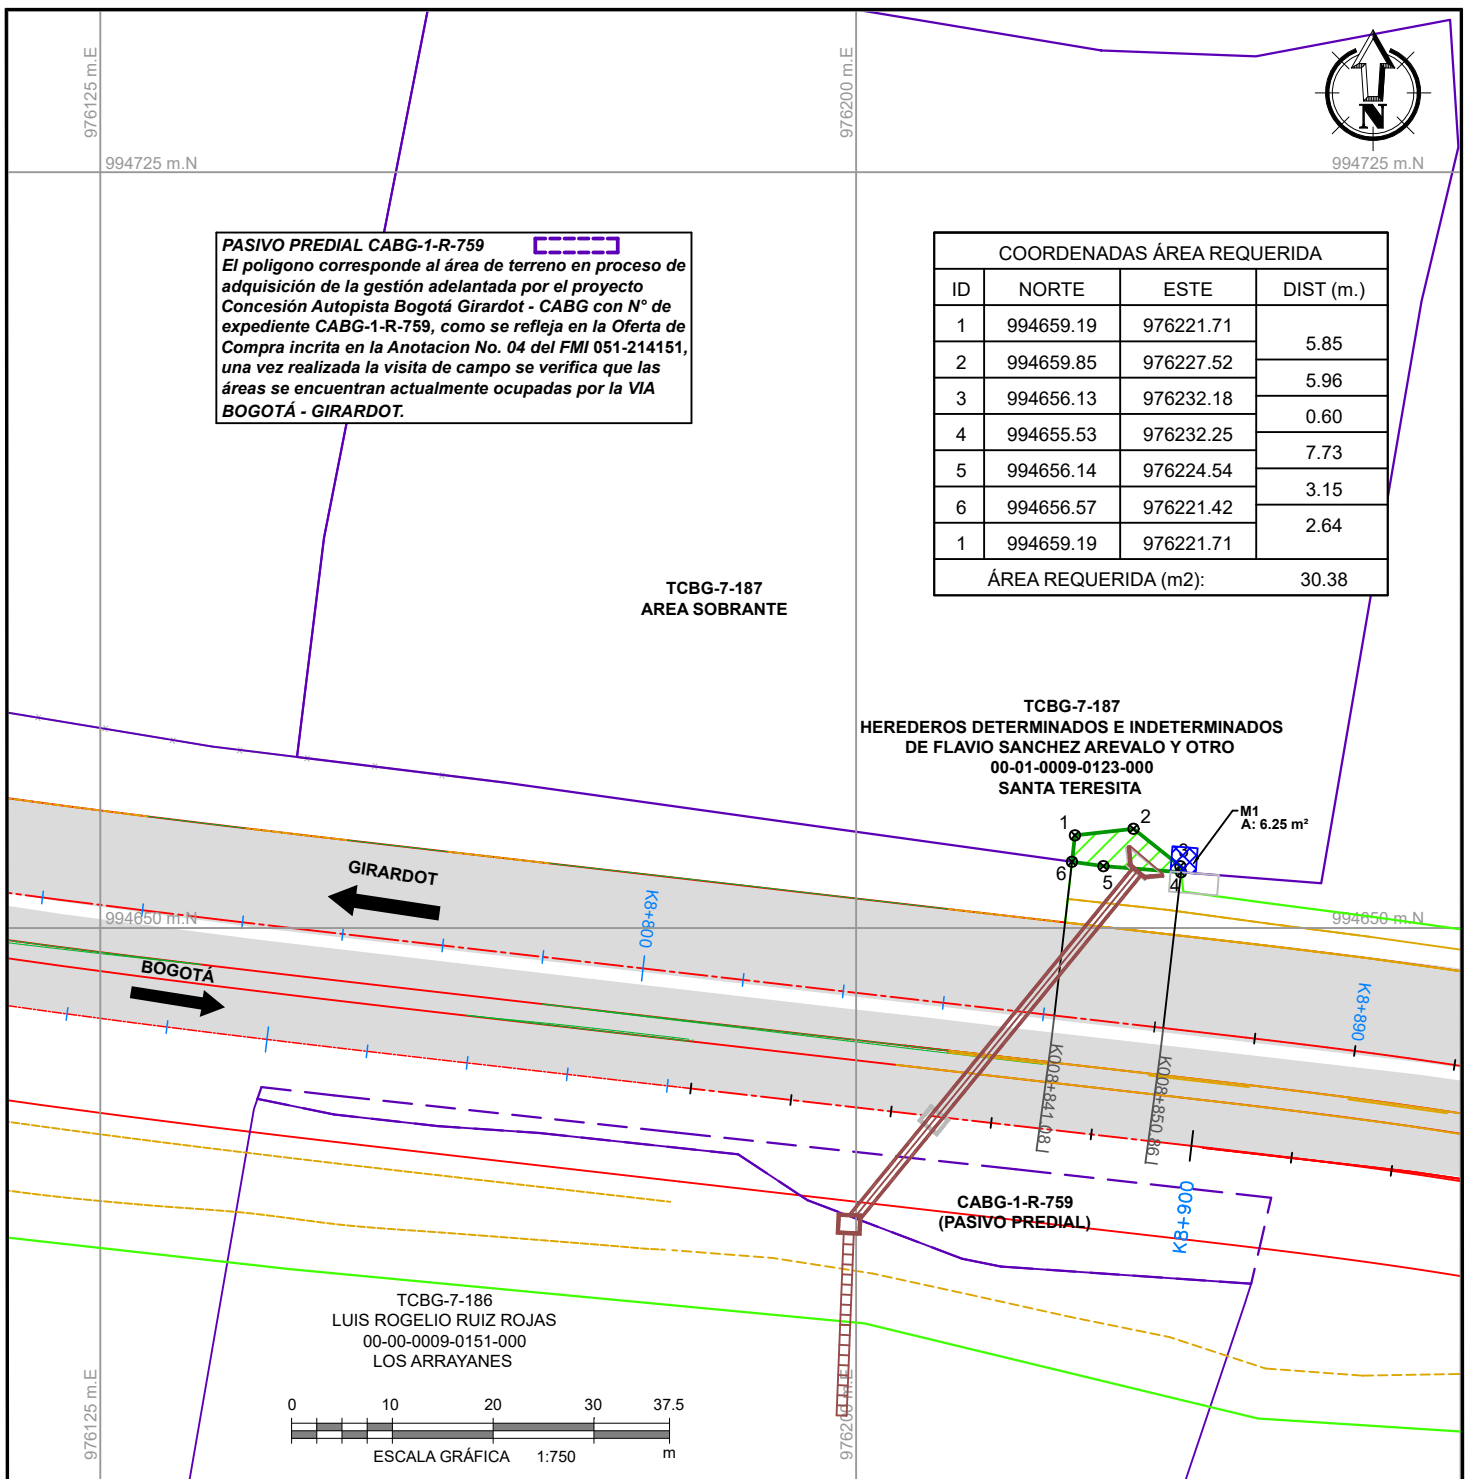 976125 m.E
976200 m.E
N
994725 m.N
994725 m.N
PASIVO PREDIAL CABG-1-R-759
El poligono corresponde al área de terreno en proceso de
adquisición de la gestión adelantada por el proyecto
Concesión Autopista Bogotá Girardot - CABG con N° de
expediente CABG-1-R-759, como se refleja en la Oferta de
Compra incrita en la Anotacion No. 04 del FMI 051-214151,
una vez realizada la visita de campo se verifica que las
áreas se encuentran actualmente ocupadas por la VIA
BOGOTÁ - GIRARDOT.
COORDENADAS ÁREA REQUERIDA
ID NORTE ESTE DIST (m.)
1 994659.19 976221.71
5.85
2 994659.85 976227.52
5.96
3 994656.13 976232.18
0.60
4 994655.53 976232.25
7.73
5 994656.14 976224.54
3.15
6 994656.57 976221.42
2.64
1 994659.19 976221.71
ÁREA REQUERIDA (m2): 30.38
TCBG-7-187
AREA SOBRANTE
TCBG-7-187
HEREDEROS DETERMINADOS E INDETERMINADOS
DE FLAVIO SANCHEZ AREVALO Y OTRO
00-01-0009-0123-000
SANTA TERESITA
M1
A: 6.25 m²
1
2
3
4
5
6
GIRARDOT
BOGOTÁ
994650 m.N
994650 m.N
K8+800
K8+890
K008+841.08 I
K008+850.86 I
K8+900
CABG-1-R-759
(PASIVO PREDIAL)
TCBG-7-186
LUIS ROGELIO RUIZ ROJAS
00-00-0009-0151-000
LOS ARRAYANES
976125 m.E
976200 m.E
0 10 20 30 37.5
m
ESCALA GRÁFICA 1:750